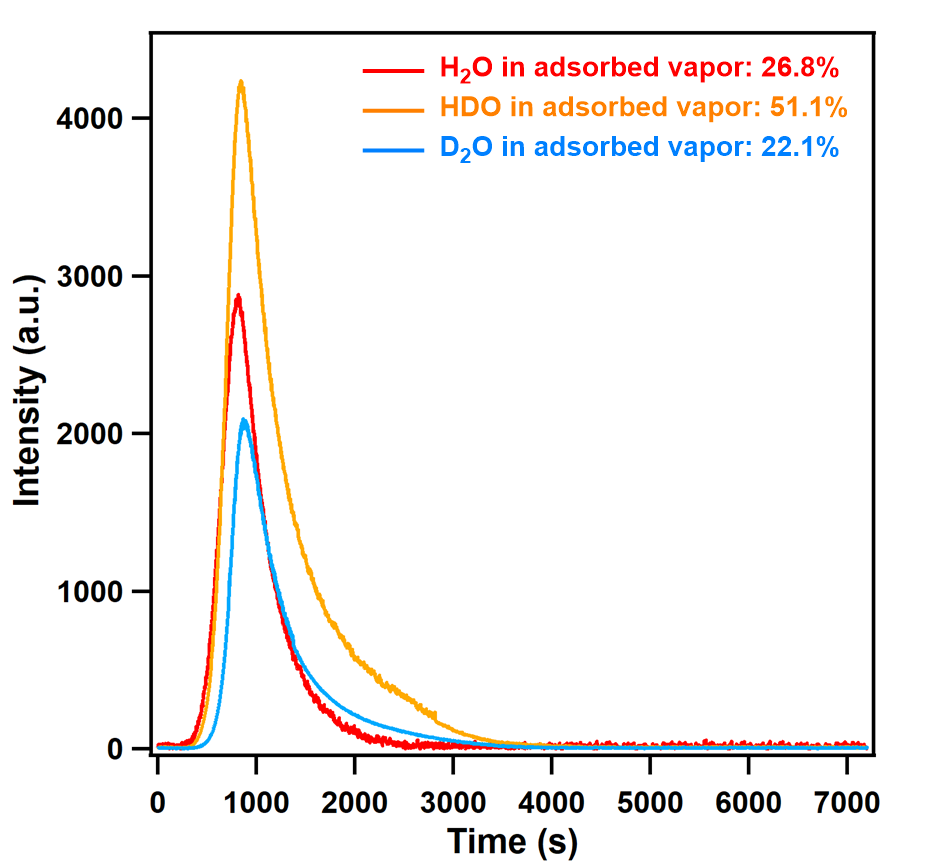 H₂O in adsorbed vapor: 26.8%
HDO in adsorbed vapor: 51.1%
D₂O in adsorbed vapor: 22.1%
Intensity (a.u.)
4000
3000
2000
1000
0
0 1000 2000 3000 4000 5000 6000 7000
Time (s)